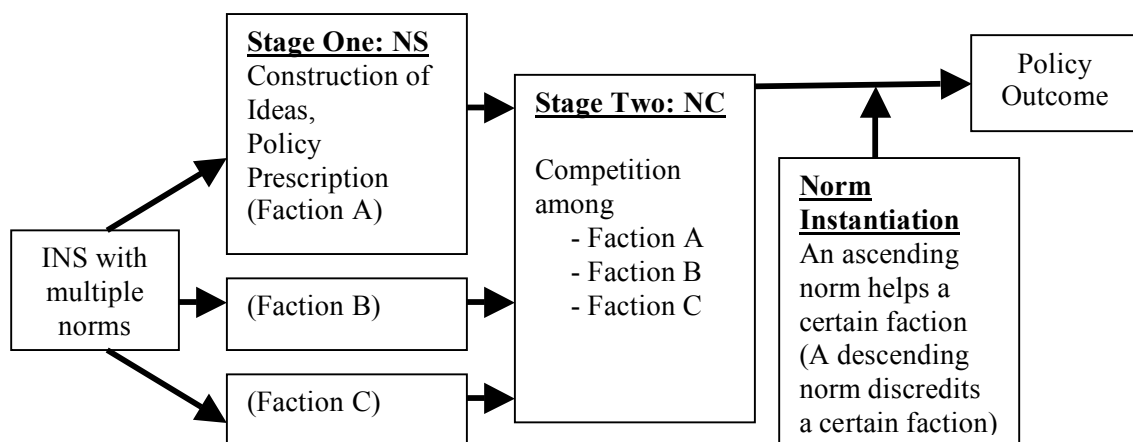 INS with
multiple
norms
Stage One: NS
Construction of
Ideas,
Policy
Prescription
(Faction A)
(Faction B)
(Faction C)
Stage Two: NC
Competition
among
- Faction A
- Faction B
- Faction C
Norm
Instantiation
An ascending
norm helps a
certain faction
(A descending
norm discredits
a certain faction)
Policy
Outcome